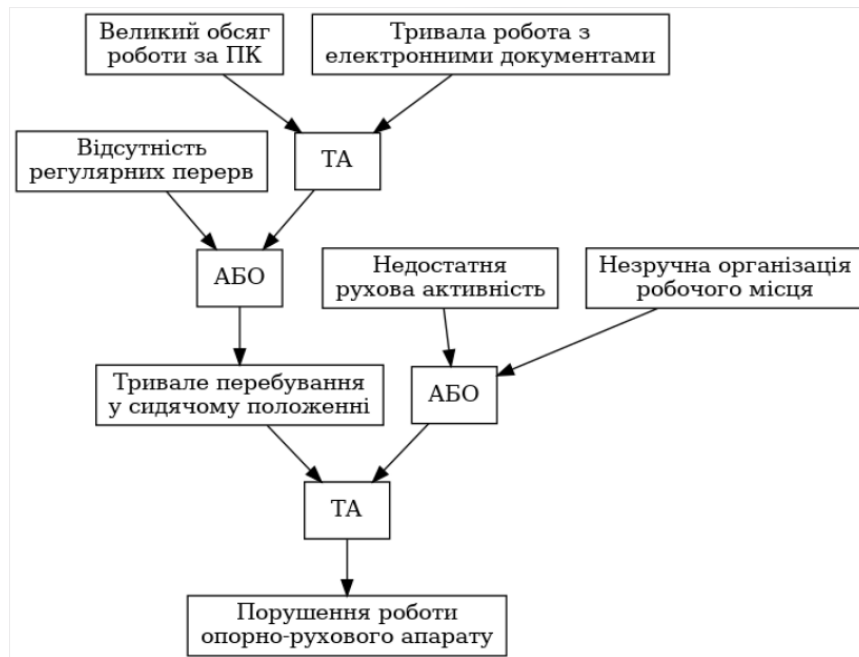 Великий обсяг
роботи за ПК
Тривала робота з
електронними документами
ТА
Відсутність
регулярних перерв
АБО
Недостатня
рухова активність
Незручна організація
робочого місця
Тривале перебування
у сидячому положенні
АБО
ТА
Порушення роботи
опорно-рухового апарату